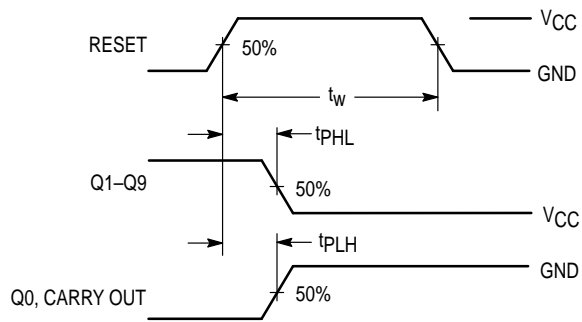 VCC
RESET
50%
GND
tw
tPHL
Q1–Q9
50%
VCC
tPLH
GND
Q0, CARRY OUT
50%